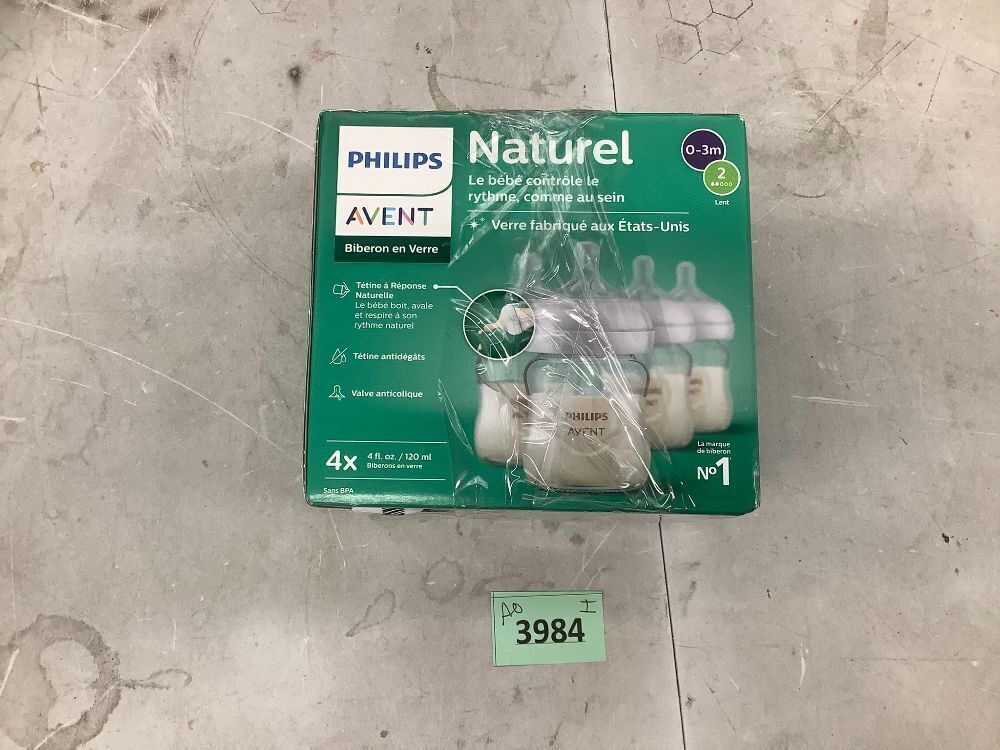 PHILIPS
AVENT
Biberon en Verre
Naturel
Le bébé contrôle le
rythme, comme au sein
Verre fabriqué aux États-Unis
0-3m
2
Lent
Tétine à Réponse
Naturelle
Le bébé boit, avale
et respire à son
rythme naturel
Tétine antidégâts
Valve anticolique
4x
4 fl. oz. / 120 ml
Biberons en verre
Sans BPA
PHILIPS
AVENT
La marque
de biberon
Nº1
AO I
3984